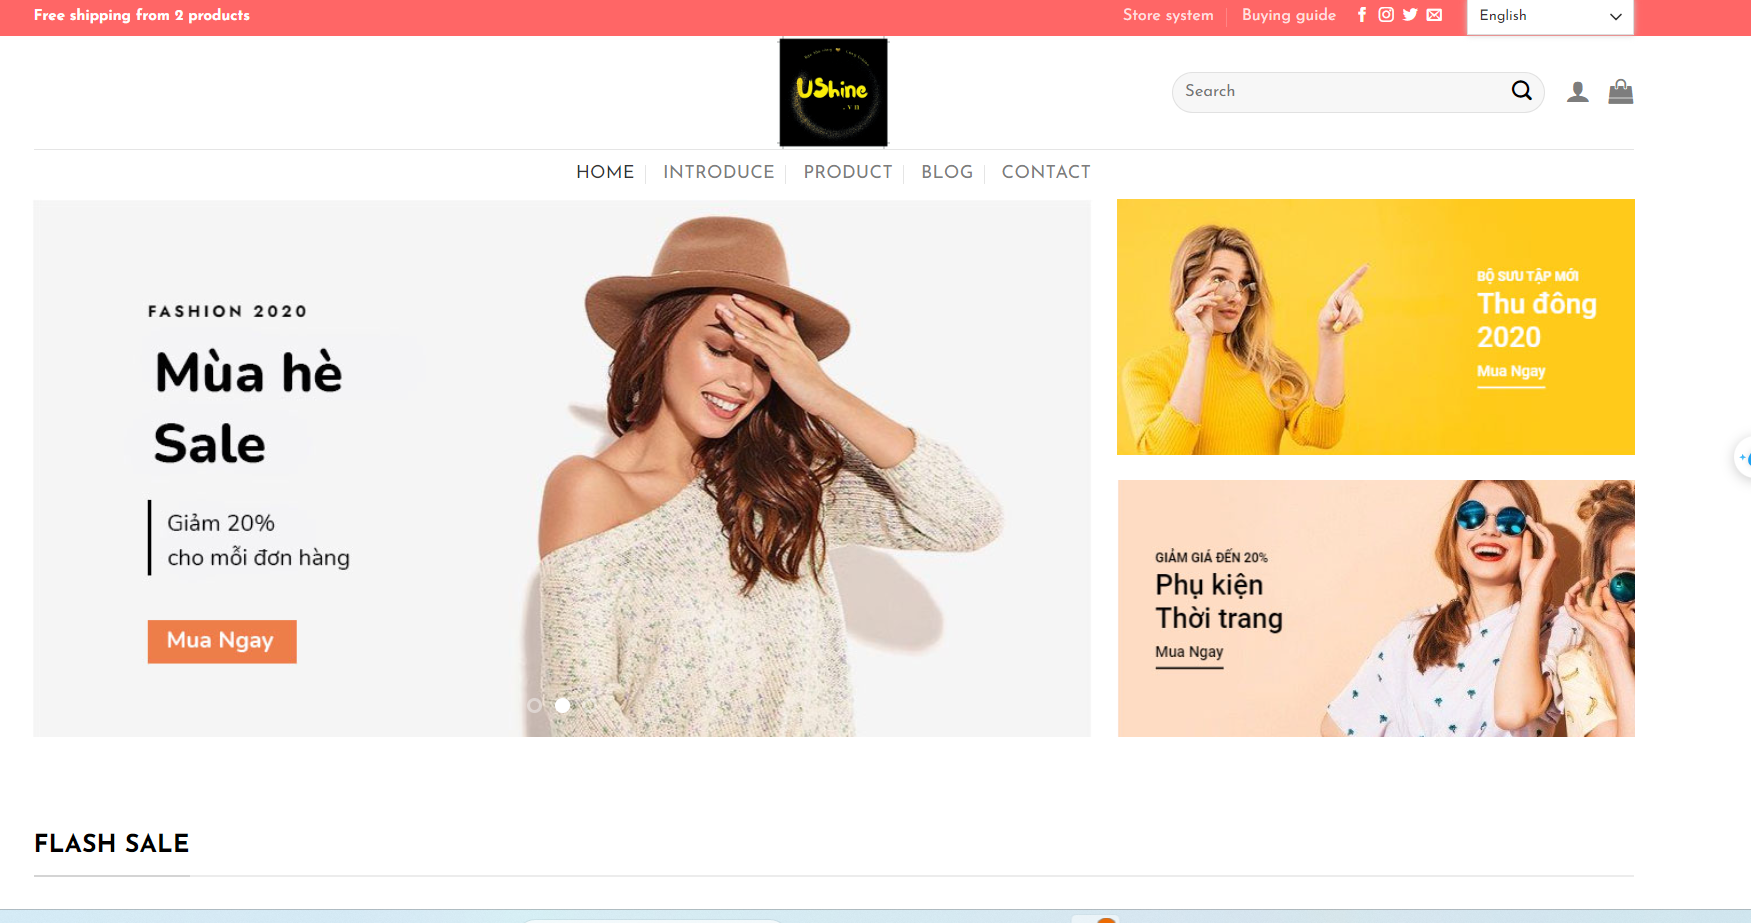 Free shipping from 2 products
Store system
Buying guide
English
UShine
.vn
Search
HOME
INTRODUCE
PRODUCT
BLOG
CONTACT
FASHION 2020
Mùa hè
Sale
Giảm 20%
cho mỗi đơn hàng
Mua Ngay
BỘ SƯU TẬP MỚI
Thu đông
2020
Mua Ngay
GIẢM GIÁ ĐẾN 20%
Phụ kiện
Thời trang
Mua Ngay
FLASH SALE